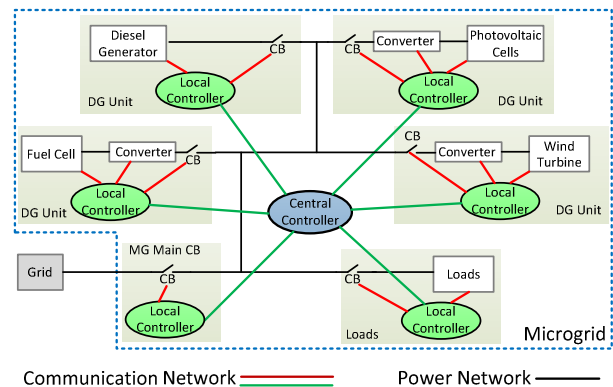 Diesel
Generator
CB
Local
Controller
DG Unit
CB
Converter
Photovoltaic
Cells
Local
Controller
DG Unit
Fuel Cell
Converter
CB
Local
Controller
DG Unit
CB
Converter
Wind
Turbine
Local
Controller
DG Unit
Central
Controller
Grid
MG Main CB
CB
Local
Controller
CB
Loads
Local
Controller
Loads
Microgrid
Communication Network
Power Network